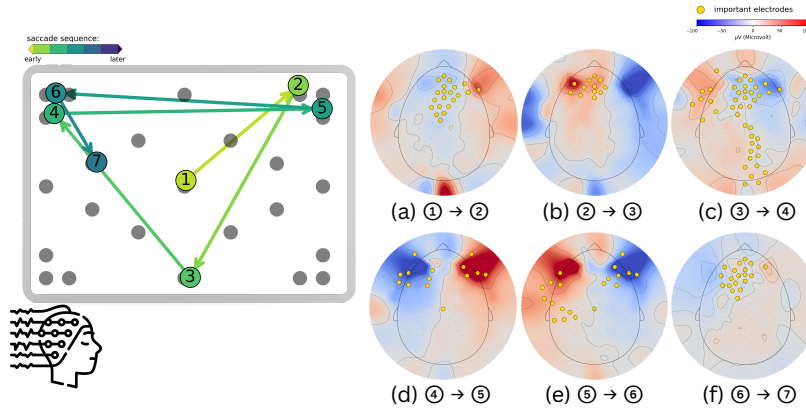 important electrodes
−100
−50
0
50
100
μV (Microvolt)
saccade sequence:
early
later
6
2
4
5
7
1
3
(a) ① → ②
(b) ② → ③
(c) ③ → ④
(d) ④ → ⑤
(e) ⑤ → ⑥
(f) ⑥ → ⑦